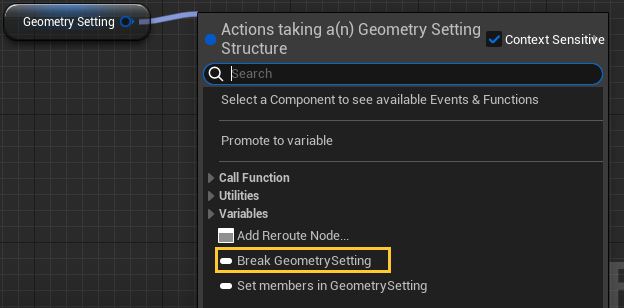 Geometry Setting
Actions taking a(n) Geometry Setting
Structure
Context Sensitive
Search
Select a Component to see available Events & Functions
Promote to variable
Call Function
Utilities
Variables
Add Reroute Node...
Break GeometrySetting
Set members in GeometrySetting